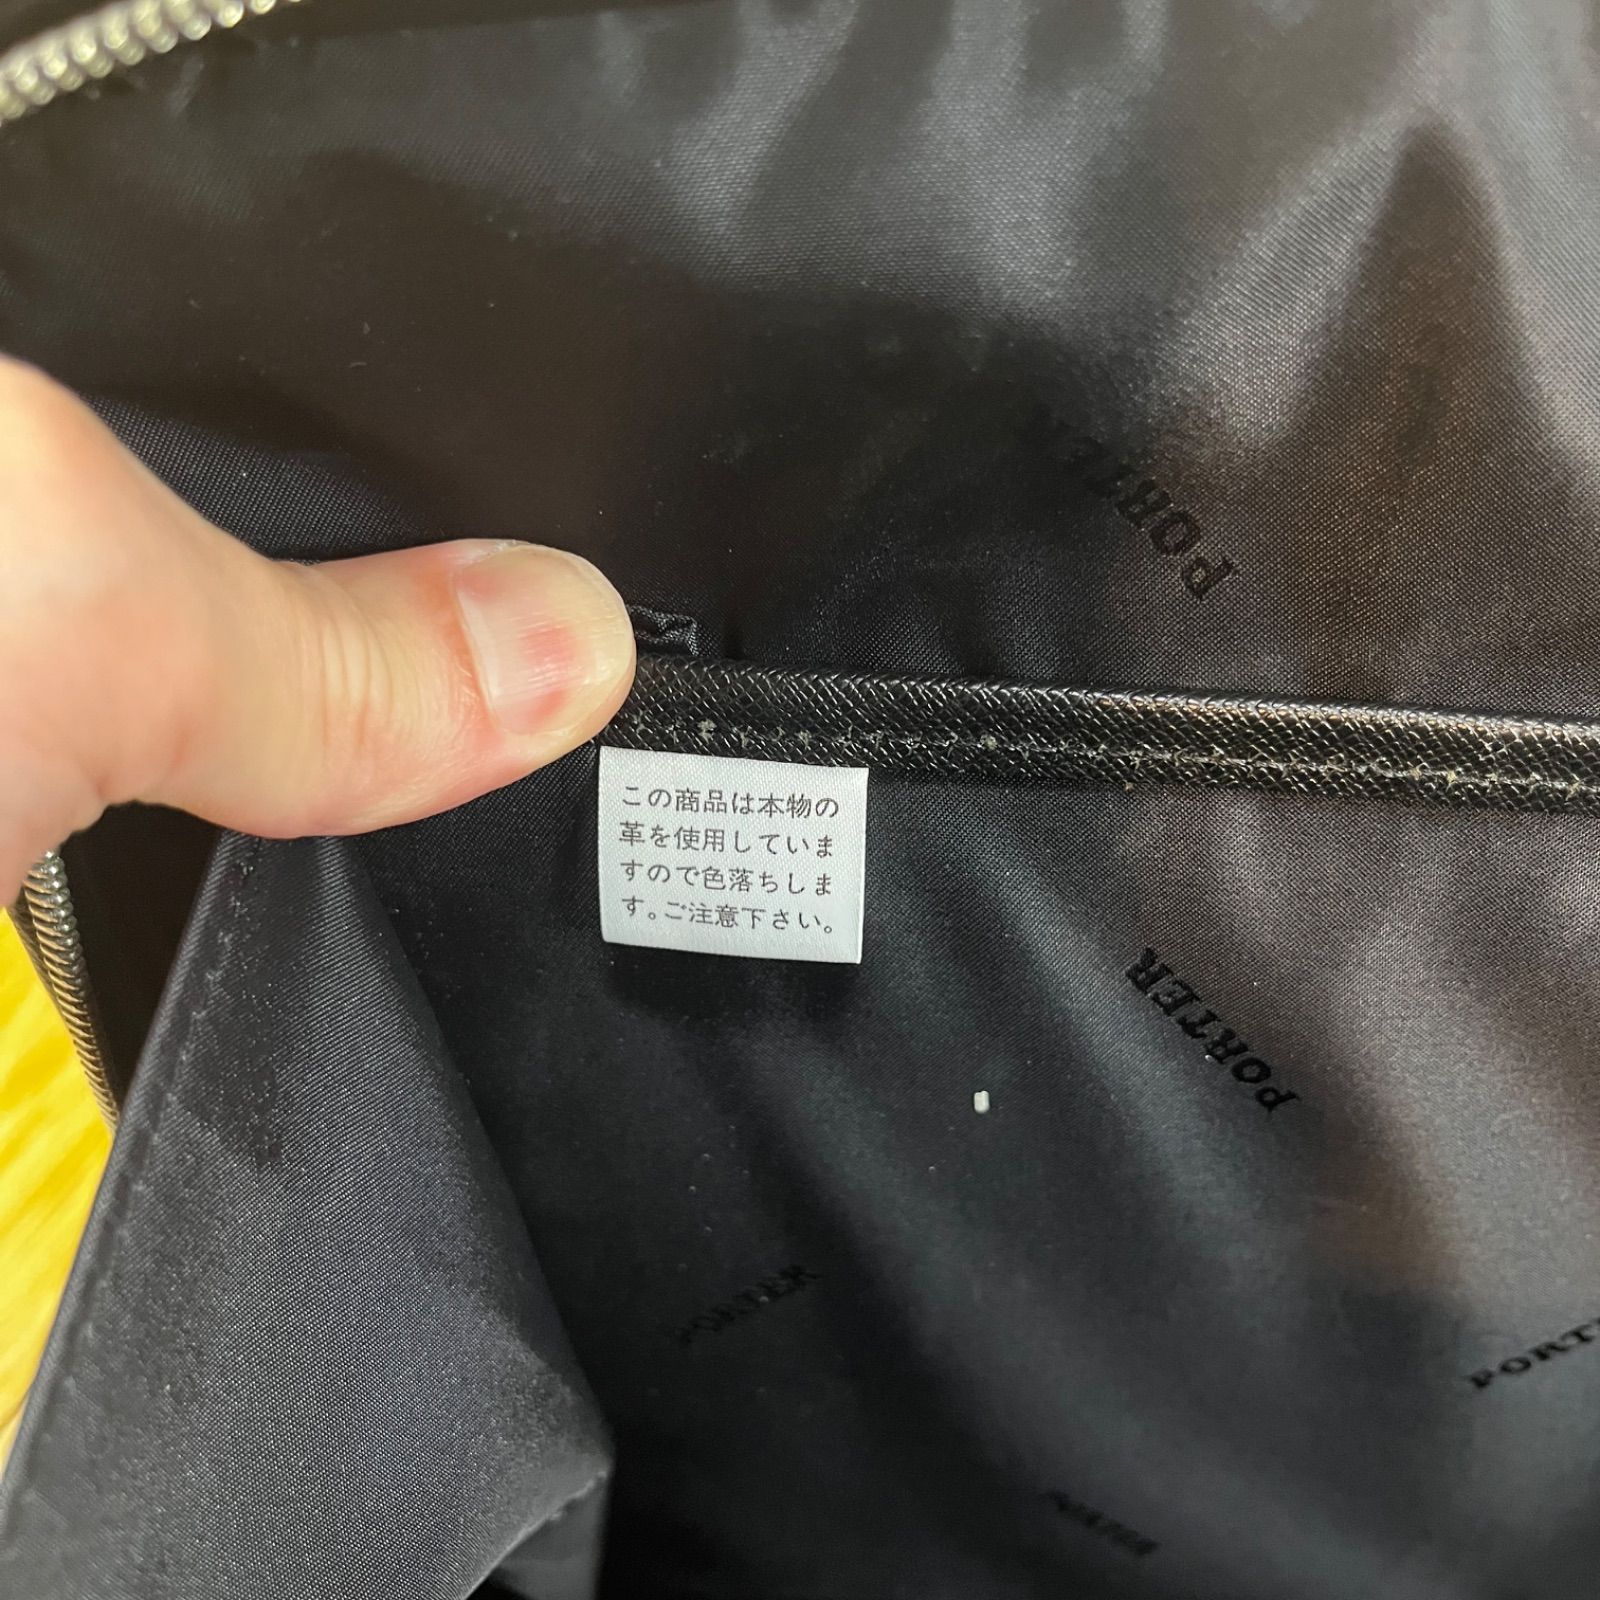 PORTER
この商品は本物の
革を使用していま
すので色落ちしま
す。ご注意下さい。
PORTER
PORTER
PORT